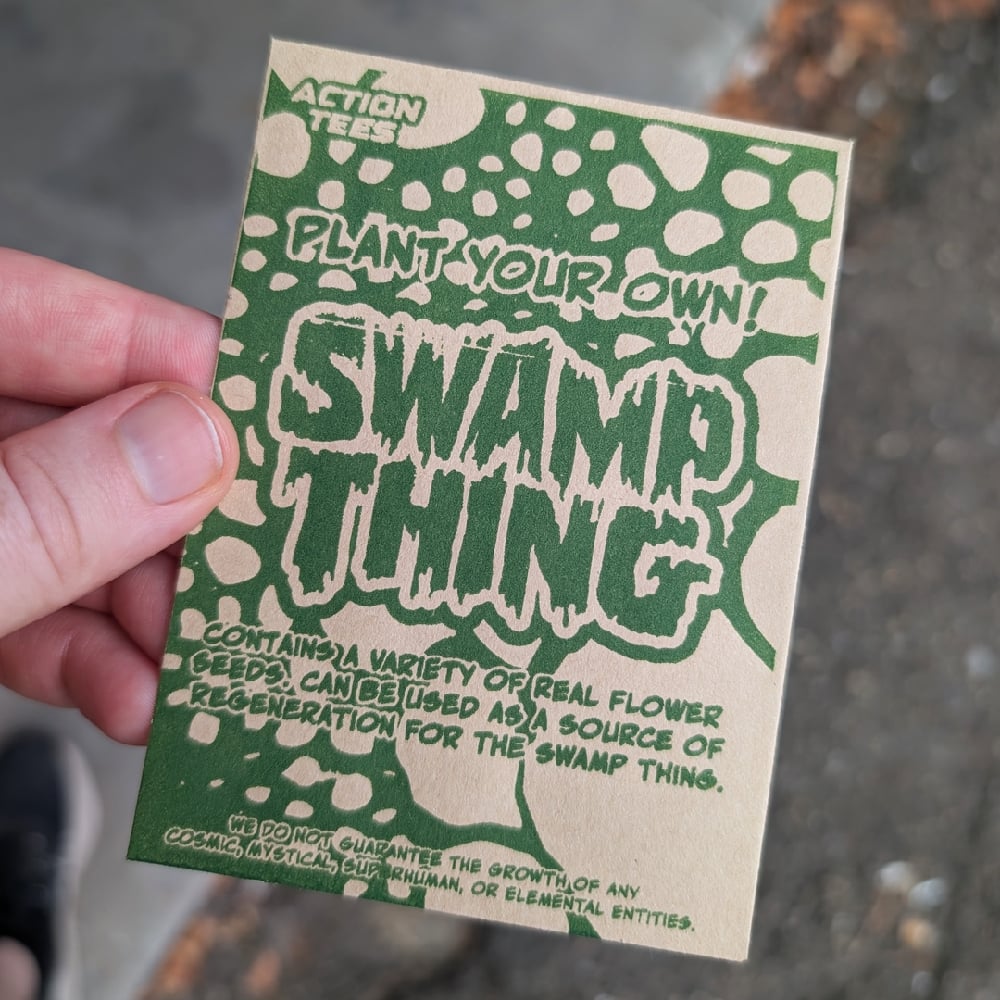 ACTION
TEES
PLANT YOUR OWN!
SWAMP
THING
CONTAINS A VARIETY OF REAL FLOWER
SEEDS. CAN BE USED AS A SOURCE OF
REGENERATION FOR THE SWAMP THING.
WE DO NOT GUARANTEE THE GROWTH OF ANY
COSMIC, MYSTICAL, SUPERHUMAN, OR ELEMENTAL ENTITIES.